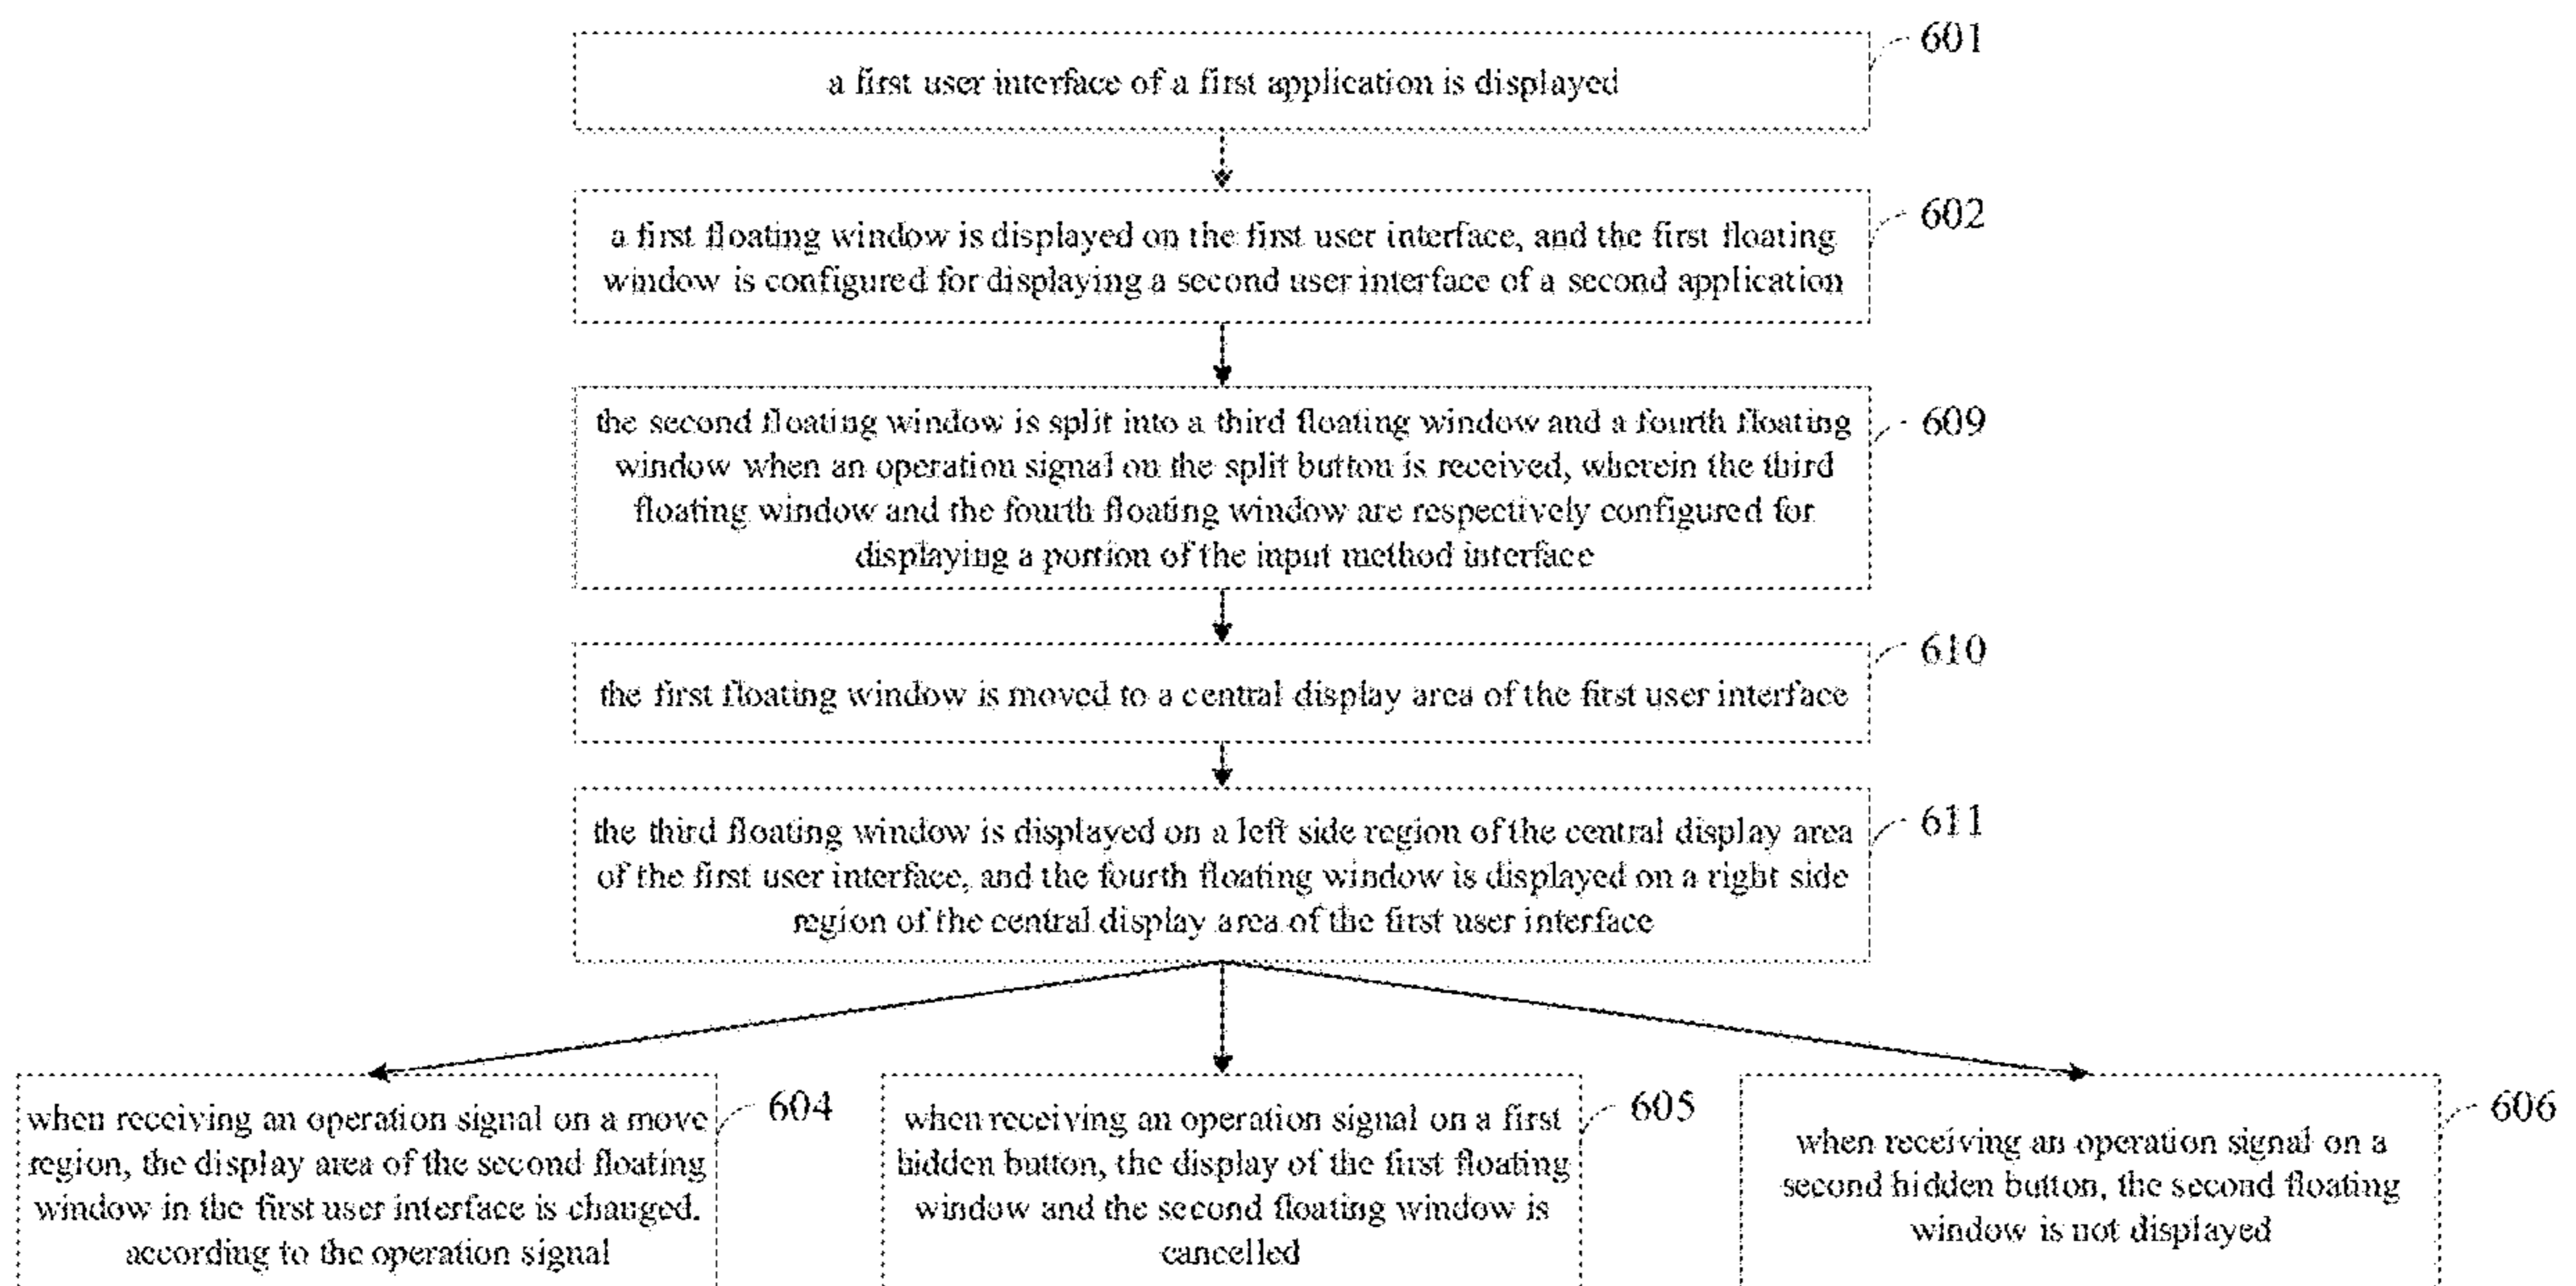 601
a first user interface of a first application is displayed
602
a first floating window is displayed on the first user interface, and the first floating
window is configured for displaying a second user interface of a second application
609
the second floating window is split into a third floating window and a fourth floating
window when an operation signal on the split button is received, wherein the third
floating window and the fourth floating window are respectively configured for
displaying a portion of the input method interface
610
the first floating window is moved to a central display area of the first user interface
611
the third floating window is displayed on a left side region of the central display area
of the first user interface, and the fourth floating window is displayed on a right side
region of the central display area of the first user interface
604
when receiving an operation signal on a move
region, the display area of the second floating
window in the first user interface is changed.
according to the operation signal
605
when receiving an operation signal on a first
hidden button, the display of the first floating
window and the second floating window is
cancelled
606
when receiving an operation signal on a
second hidden button, the second floating
window is not displayed